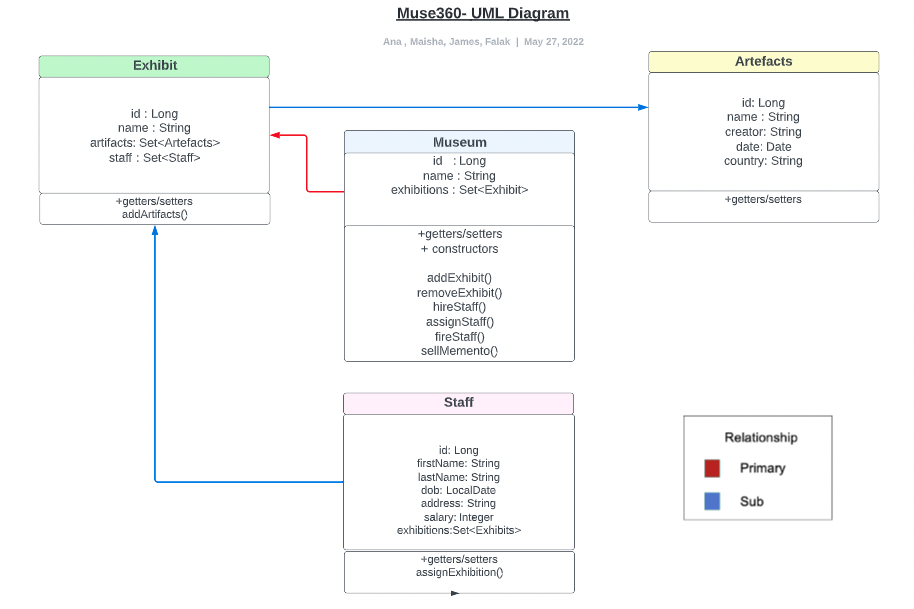 Muse360- UML Diagram
Ana , Maisha, James, Falak | May 27, 2022
Exhibit
id : Long
name : String
artifacts: Set<Artefacts>
staff : Set<Staff>
+getters/setters
addArtifacts()
Artefacts
id: Long
name : String
creator: String
date: Date
country: String
+getters/setters
Museum
id : Long
name : String
exhibitions : Set<Exhibit>
+getters/setters
+ constructors
addExhibit()
removeExhibit()
hireStaff()
assignStaff()
fireStaff()
sellMemento()
Staff
id: Long
firstName: String
lastName: String
dob: LocalDate
address: String
salary: Integer
exhibitions:Set<Exhibits>
+getters/setters
assignExhibition()
Relationship
Primary
Sub